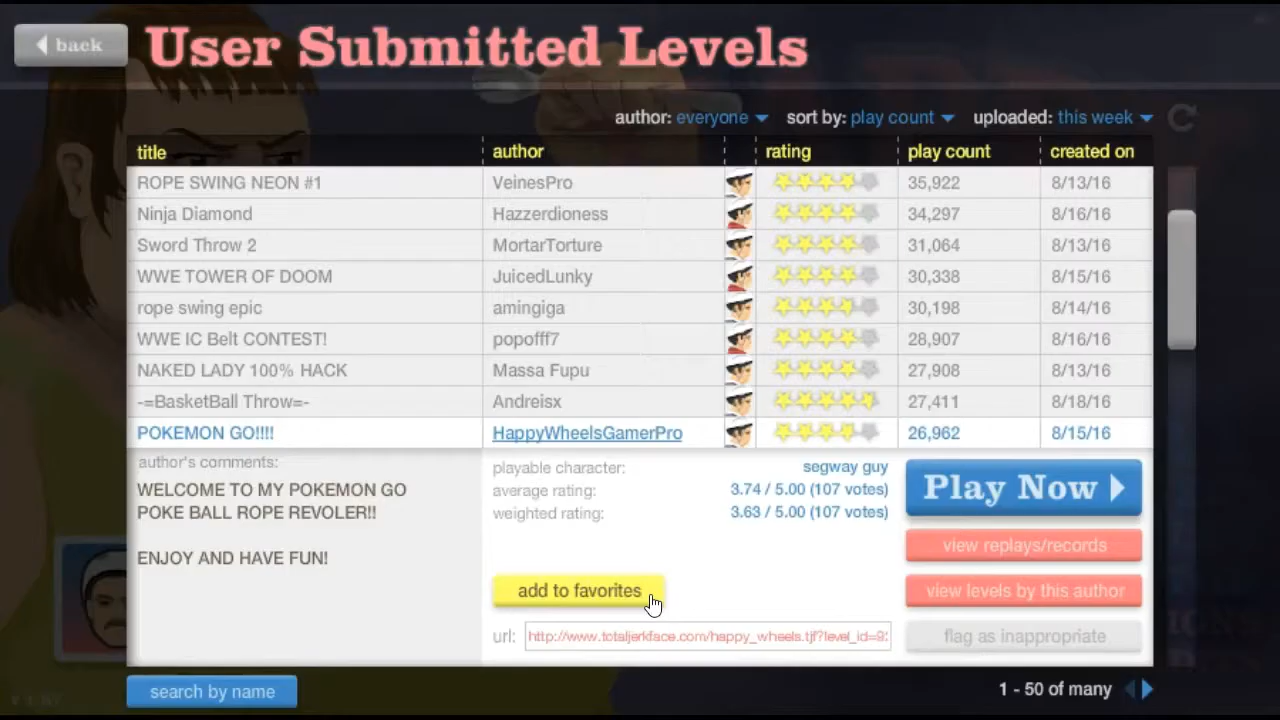 back
User Submitted Levels
author: everyone sort by: play count uploaded: this week
title author rating play count created on
ROPE SWING NEON #1 VeinesPro 35,922 8/13/16
Ninja Diamond Hazzerdioness 34,297 8/16/16
Sword Throw 2 MortarTorture 31,064 8/13/16
WWE TOWER OF DOOM JuicedLunky 30,338 8/15/16
rope swing epic amingiga 30,198 8/14/16
WWE IC Belt CONTEST! popofff7 28,907 8/16/16
NAKED LADY 100% HACK Massa Fupu 27,908 8/13/16
-=BasketBall Throw=- Andreisx 27,411 8/18/16
POKEMON GO!!!! HappyWheelsGamerPro 26,962 8/15/16
author's comments:
WELCOME TO MY POKEMON GO
POKE BALL ROPE REVOLER!!
ENJOY AND HAVE FUN!
playable character: segway guy
average rating: 3.74 / 5.00 (107 votes)
weighted rating: 3.63 / 5.00 (107 votes)
add to favorites
url: http://www.totaljerkface.com/happy_wheels.tjf?level_id=9
Play Now
view replays/records
view levels by this author
flag as inappropriate
search by name
1 - 50 of many